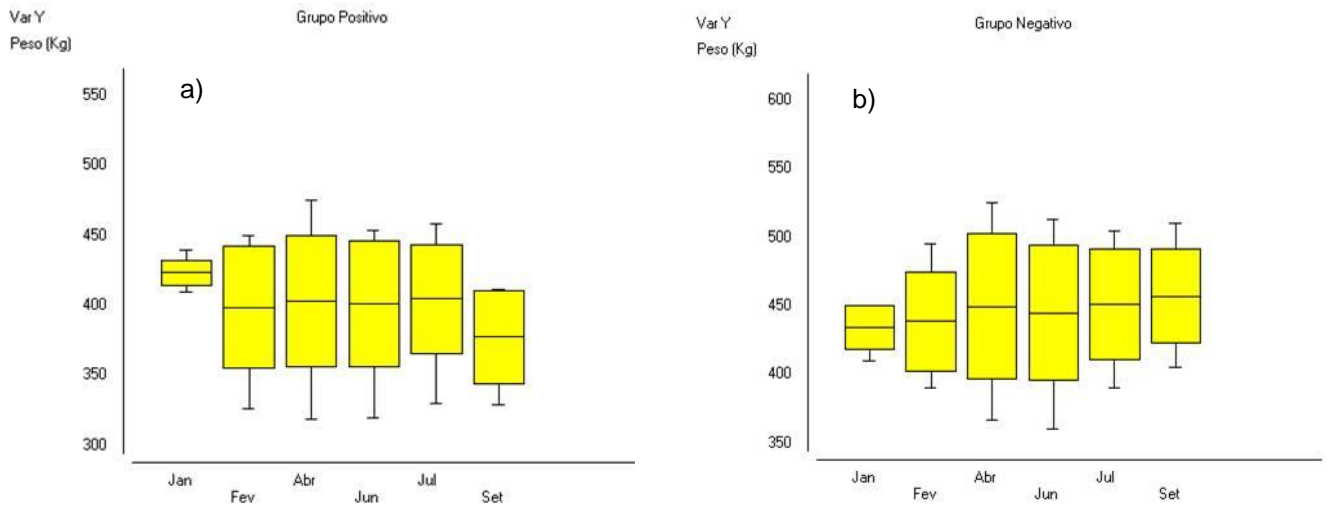 Var Y
Grupo Positivo
Peso (Kg)
a)
550
500
450
400
350
300
Jan
Fev
Abr
Jun
Jul
Set
Var Y
Grupo Negativo
Peso (Kg)
b)
600
550
500
450
400
350
Jan
Fev
Abr
Jun
Jul
Set